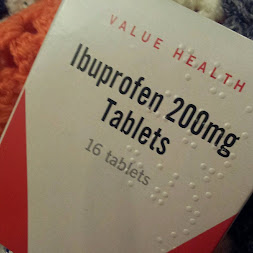 VALUE HEALTH
Ibuprofen 200mg
Tablets
16 tablets